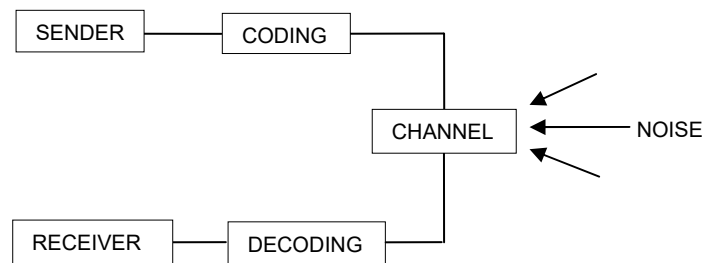 SENDER
CODING
CHANNEL
NOISE
RECEIVER
DECODING